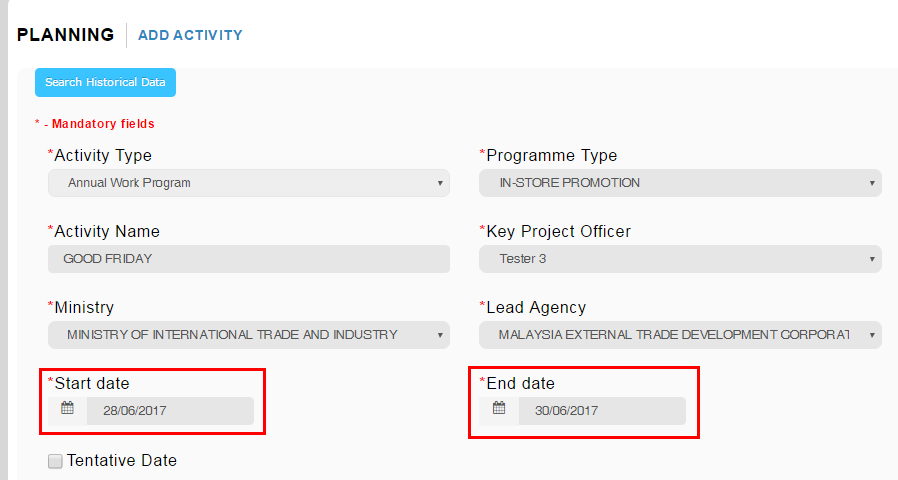 PLANNING ADD ACTIVITY
Search Historical Data
* - Mandatory fields
*Activity Type *Programme Type
Annual Work Program IN-STORE PROMOTION
*Activity Name *Key Project Officer
GOOD FRIDAY Tester 3
*Ministry *Lead Agency
MINISTRY OF INTERNATIONAL TRADE AND INDUSTRY MALAYSIA EXTERNAL TRADE DEVELOPMENT CORPORAT
*Start date *End date
28/06/2017 30/06/2017
Tentative Date